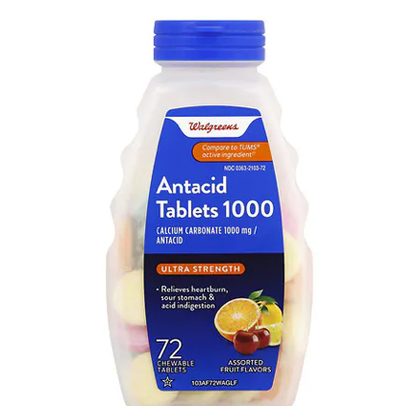 Walgreens
Compare to TUMS®
active ingredient††
NDC 0363-2103-72
Antacid
Tablets 1000
CALCIUM CARBONATE 1000 mg /
ANTACID
ULTRA STRENGTH
• Relieves heartburn,
sour stomach &
acid indigestion
72
CHEWABLE
TABLETS
ASSORTED
FRUIT FLAVORS
103AF72WAGLF